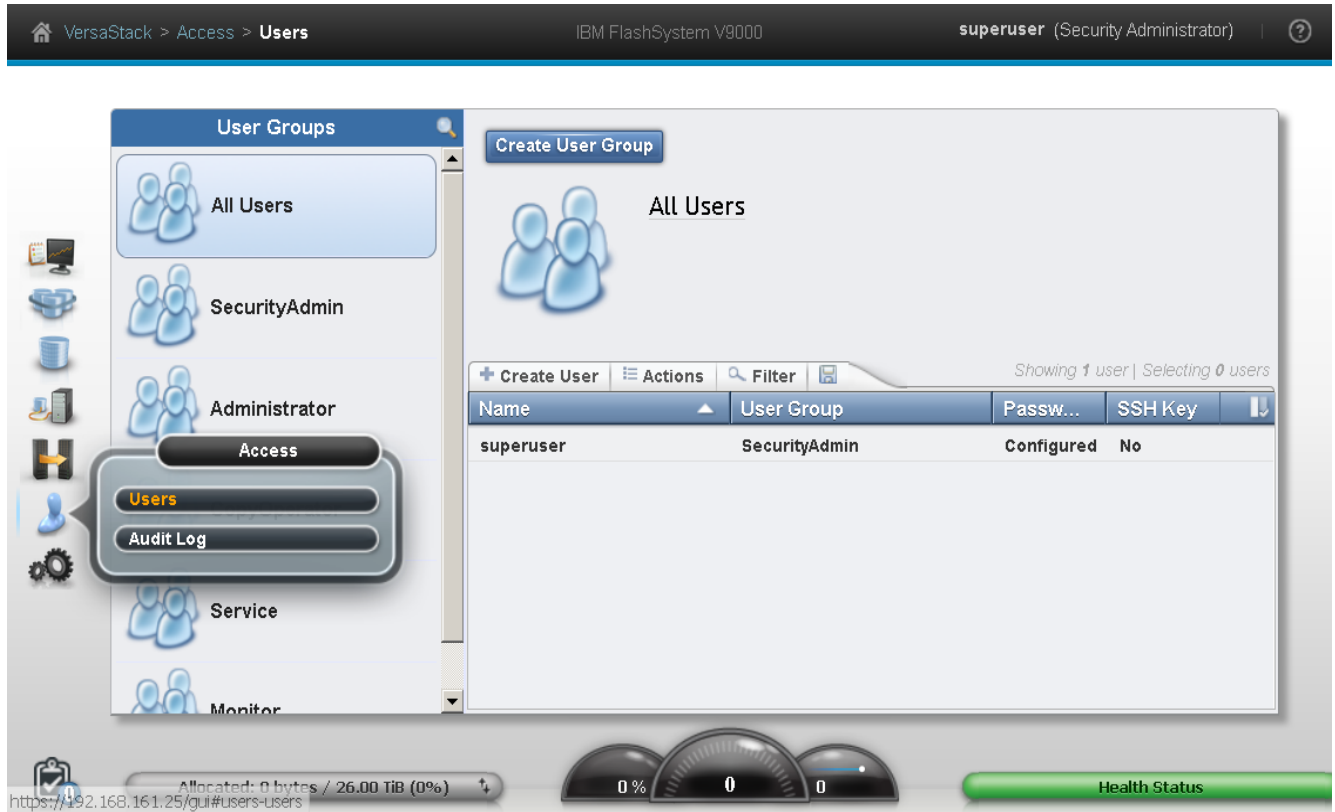 VersaStack > Access > Users
IBM FlashSystem V9000
superuser (Security Administrator)
?
User Groups
All Users
SecurityAdmin
Administrator
Service
Monitor
Access
Users
Audit Log
Create User Group
All Users
Create User
Actions
Filter
Showing 1 user | Selecting 0 users
Name
User Group
Passw...
SSH Key
superuser
SecurityAdmin
Configured
No
Allocated: 0 bytes / 26.00 TiB (0%)
0 %
0
0
Health Status
https://192.168.161.25/gui#users-users